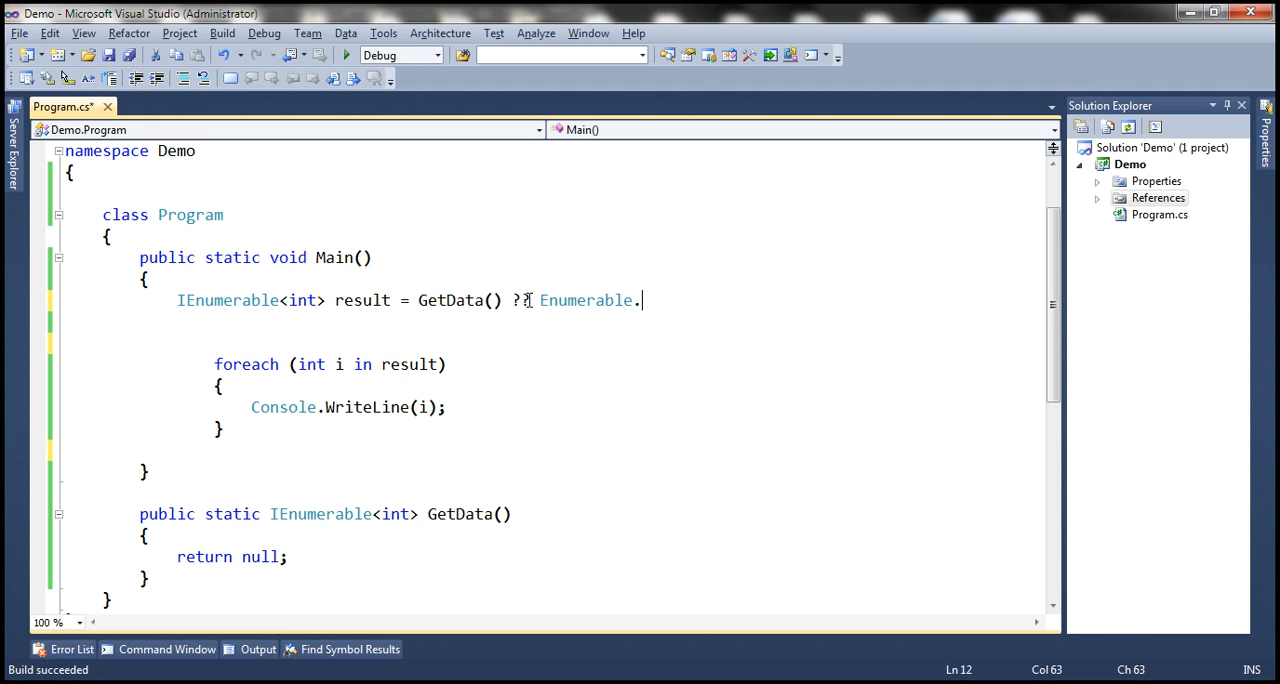 Demo - Microsoft Visual Studio (Administrator)
File Edit View Refactor Project Build Debug Team Data Tools Architecture Test Analyze Window Help
Debug
Program.cs*
Demo.Program
Main()
namespace Demo
{
class Program
{
public static void Main()
{
IEnumerable<int> result = GetData() ?? Enumerable.
foreach (int i in result)
{
Console.WriteLine(i);
}
}
public static IEnumerable<int> GetData()
{
return null;
}
}
100 %
Server Explorer
Solution Explorer
Solution 'Demo' (1 project)
Demo
Properties
References
Program.cs
Properties
Error List Command Window Output Find Symbol Results
Build succeeded Ln 12 Col 63 Ch 63 INS